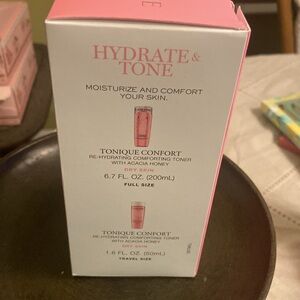 HYDRATE &
TONE
MOISTURIZE AND COMFORT
YOUR SKIN.
TONIQUE CONFORT
RE-HYDRATING COMFORTING TONER
WITH ACACIA HONEY
DRY SKIN
6.7 FL. OZ. (200mL)
FULL SIZE
TONIQUE CONFORT
RE-HYDRATING COMFORTING TONER
WITH ACACIA HONEY
DRY SKIN
1.6 FL. OZ. (50mL)
TRAVEL SIZE